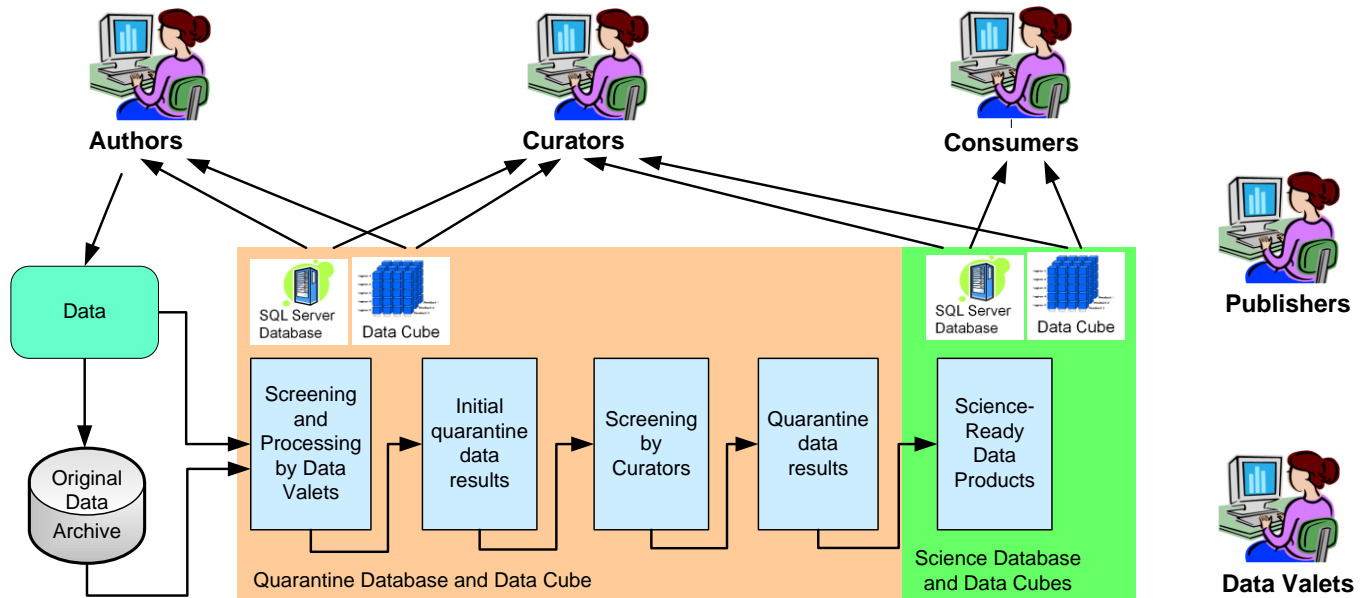 Authors
Curators
Consumers
Publishers
Data Valets
Data
Original
Data
Archive
SQL Server
Database
Data Cube
SQL Server
Database
Data Cube
Screening
and
Processing
by Data
Valets
Initial
quarantine
data
results
Screening
by
Curators
Quarantine
data
results
Science-
Ready
Data
Products
Quarantine Database and Data Cube
Science Database
and Data Cubes